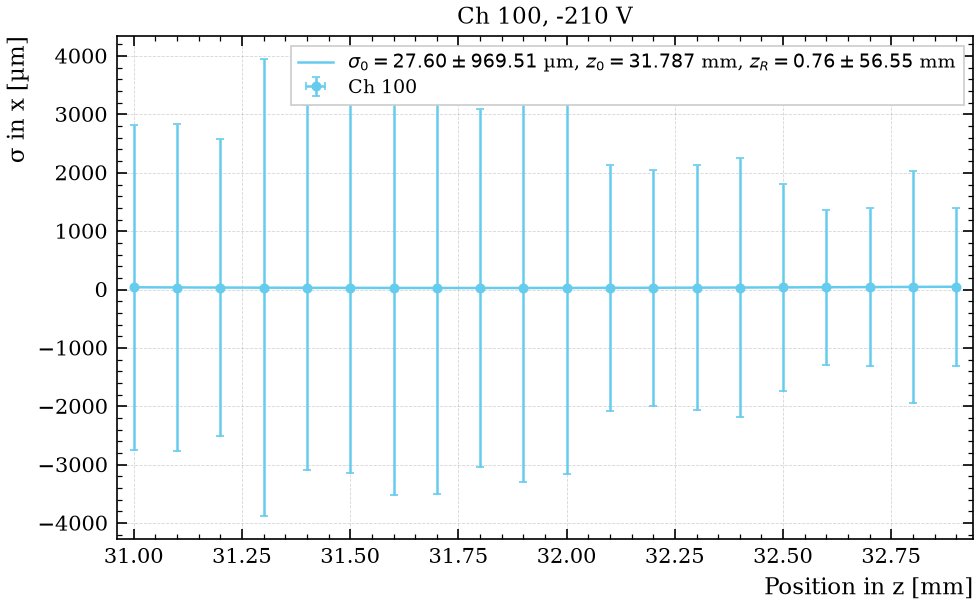 Ch 100, -210 V
σ in x [µm]
σ₀ = 27.60 ± 969.51 µm, z₀ = 31.787 mm, z_R = 0.76 ± 56.55 mm
Ch 100
4000
3000
2000
1000
0
−1000
−2000
−3000
−4000
31.00 31.25 31.50 31.75 32.00 32.25 32.50 32.75
Position in z [mm]